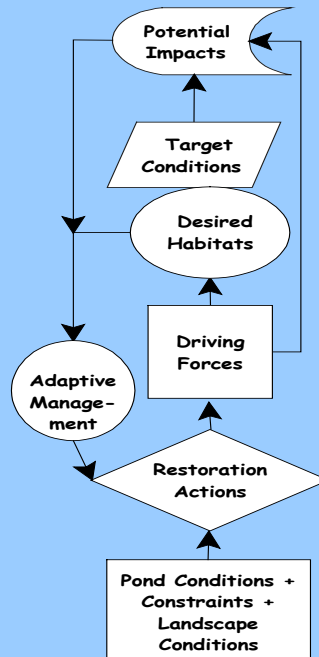 Potential
Impacts
Target
Conditions
Desired
Habitats
Driving
Forces
Adaptive
Manage-
ment
Restoration
Actions
Pond Conditions +
Constraints +
Landscape
Conditions